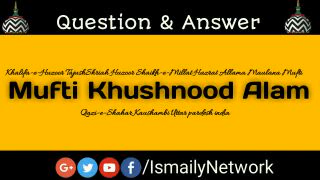 Question & Answer
Khalifa-e-Huzoor TajushShriah Huzoor Shaikh-e-Millat Hazrat Allama Maulana Mufti
Mufti Khushnood Alam
Qazi-e-Shahar Kaushambi Uttar pardesh india
/IsmailyNetwork